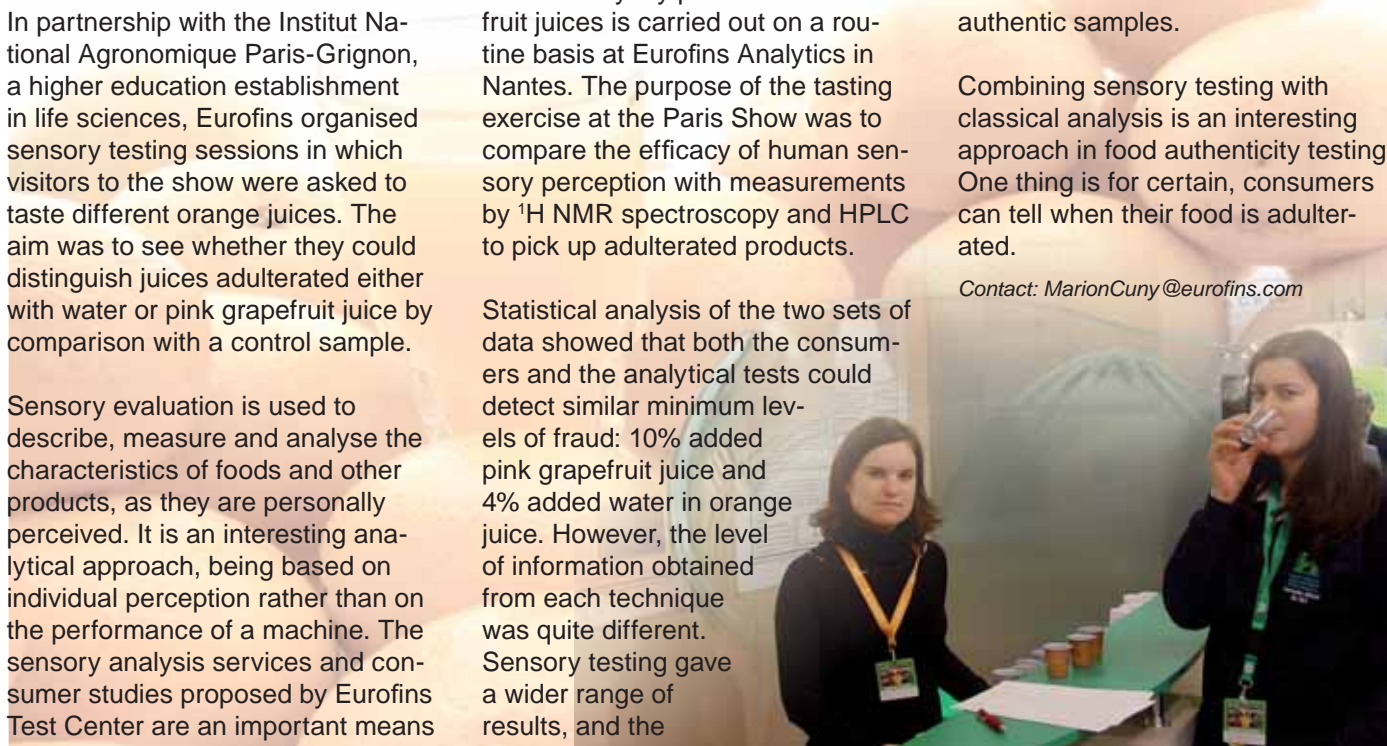 In partnership with the Institut Na-
tional Agronomique Paris-Grignon,
a higher education establishment
in life sciences, Eurofins organised
sensory testing sessions in which
visitors to the show were asked to
taste different orange juices. The
aim was to see whether they could
distinguish juices adulterated either
with water or pink grapefruit juice by
comparison with a control sample.
Sensory evaluation is used to
describe, measure and analyse the
characteristics of foods and other
products, as they are personally
perceived. It is an interesting ana-
lytical approach, being based on
individual perception rather than on
the performance of a machine. The
sensory analysis services and con-
sumer studies proposed by Eurofins
Test Center are an important means
fruit juices is carried out on a rou-
tine basis at Eurofins Analytics in
Nantes. The purpose of the tasting
exercise at the Paris Show was to
compare the efficacy of human sen-
sory perception with measurements
by ¹H NMR spectroscopy and HPLC
to pick up adulterated products.
Statistical analysis of the two sets of
data showed that both the consum-
ers and the analytical tests could
detect similar minimum lev-
els of fraud: 10% added
pink grapefruit juice and
4% added water in orange
juice. However, the level
of information obtained
from each technique
was quite different.
Sensory testing gave
a wider range of
results, and the
authentic samples.
Combining sensory testing with
classical analysis is an interesting
approach in food authenticity testing
One thing is for certain, consumers
can tell when their food is adulter-
ated.
Contact: MarionCuny@eurofins.com